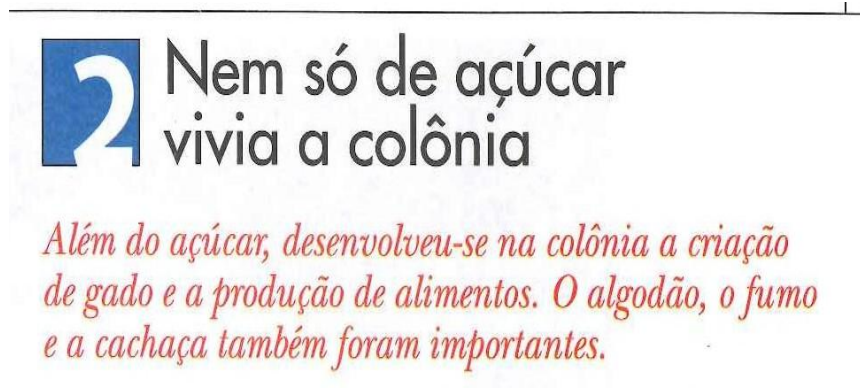 2
Nem só de açúcar
vivia a colônia
Além do açúcar, desenvolveu-se na colônia a criação
de gado e a produção de alimentos. O algodão, o fumo
e a cachaça também foram importantes.